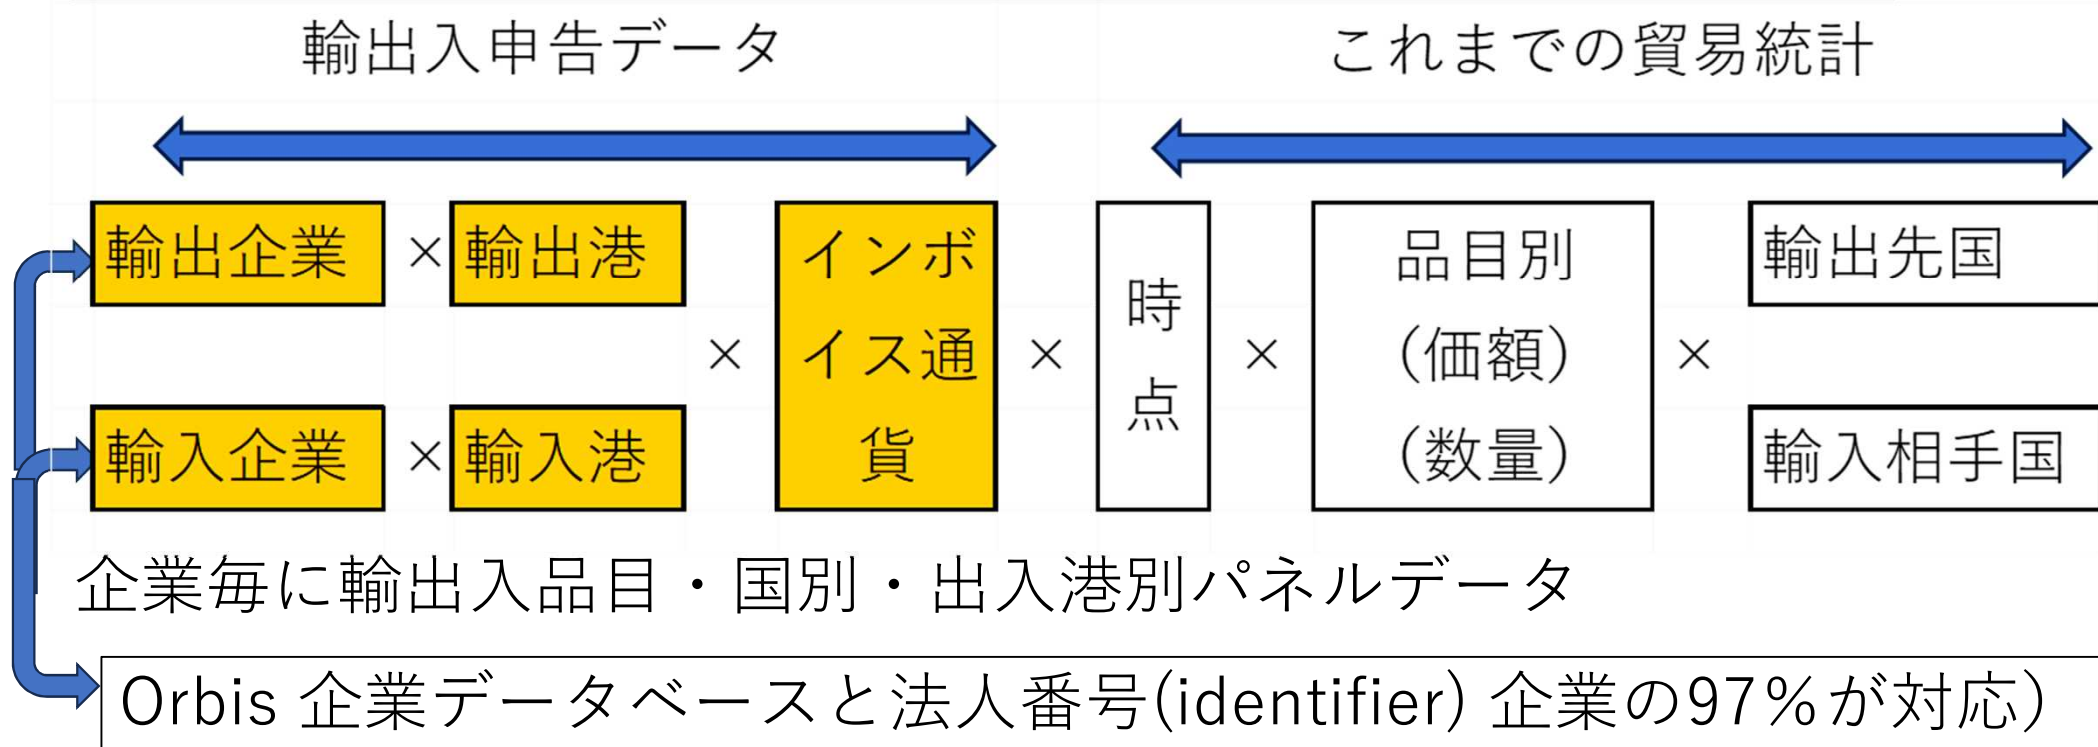 輸出入申告データ
これまでの貿易統計
輸出企業
×
輸出港
輸入企業
×
輸入港
×
インボ
イス通
貨
×
時
点
×
品目別
(価額)
(数量)
×
輸出先国
輸入相手国
企業毎に輸出入品目・国別・出入港別パネルデータ
Orbis 企業データベースと法人番号(identifier) 企業の97%が対応)